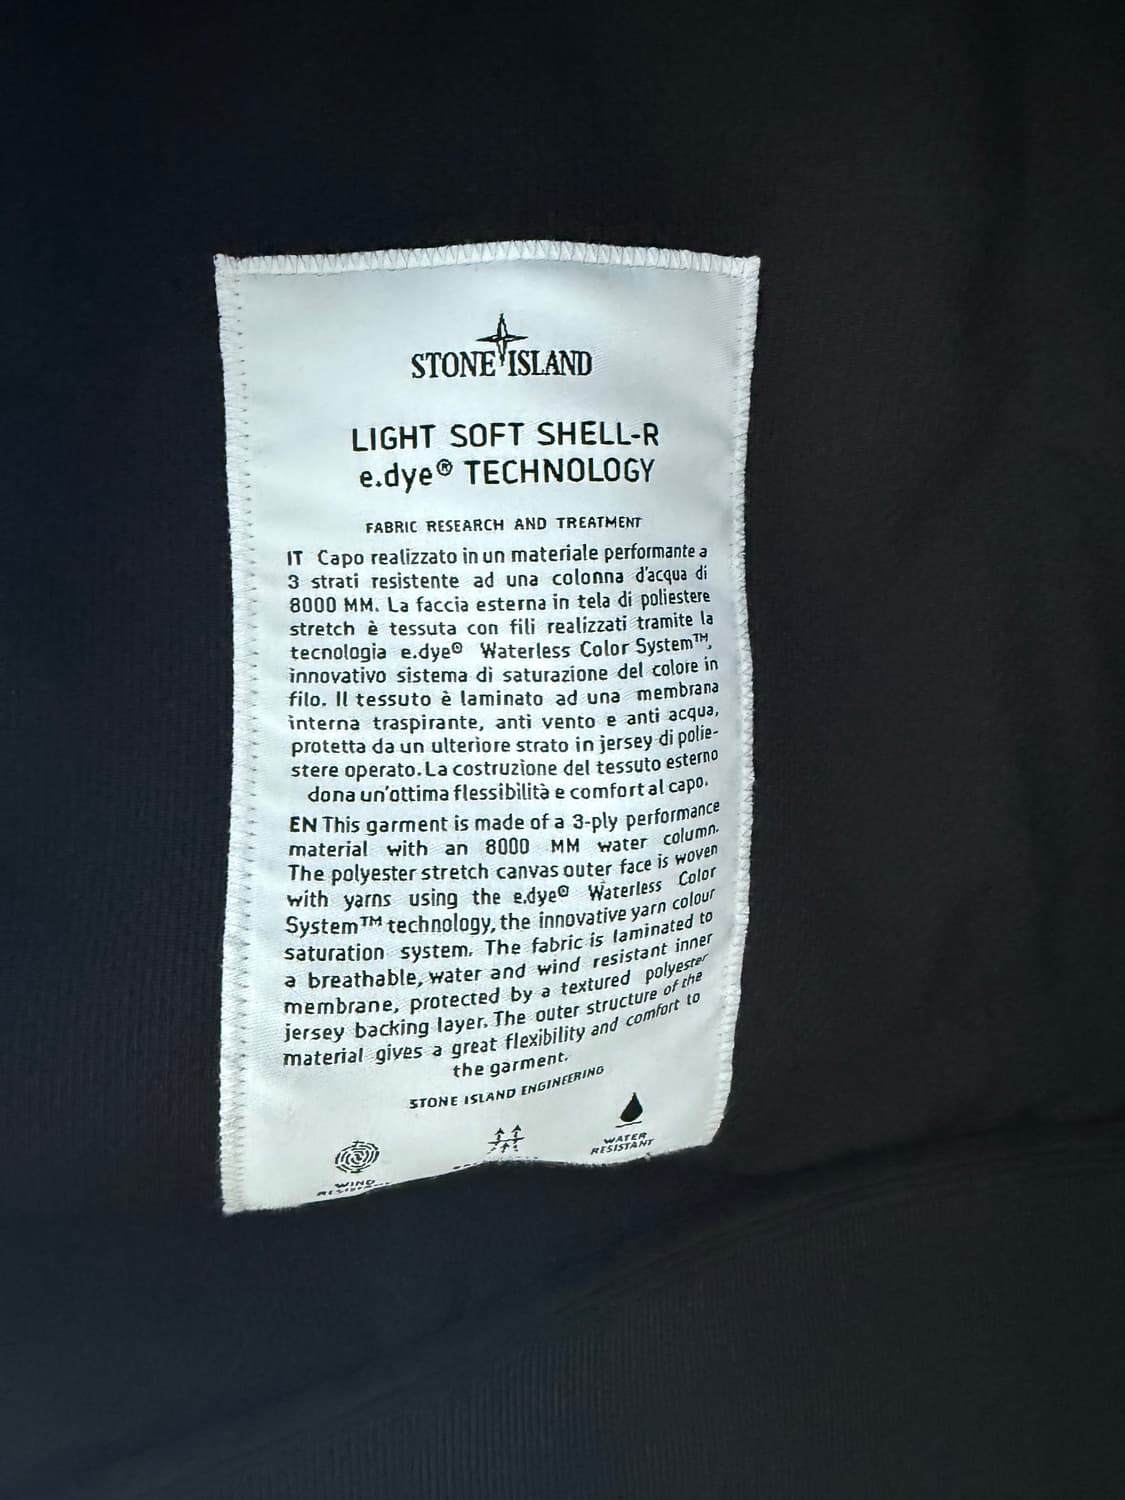 STONE ISLAND
LIGHT SOFT SHELL-R
e.dye® TECHNOLOGY
FABRIC RESEARCH AND TREATMENT
IT Capo realizzato in un materiale performante a
3 strati resistente ad una colonna d'acqua di
8000 MM. La faccia esterna in tela di poliestere
stretch è tessuta con fili realizzati tramite la
tecnologia e.dye® Waterless Color System™,
innovativo sistema di saturazione del colore in
filo. Il tessuto è laminato ad una membrana
interna traspirante, anti vento e anti acqua,
protetta da un ulteriore strato in jersey di polie-
stere operato. La costruzione del tessuto esterno
dona un'ottima flessibilità e comfort al capo.
EN This garment is made of a 3-ply performance
material with an 8000 MM water column.
The polyester stretch canvas outer face is woven
with yarns using the e.dye® Waterless Color
System™ technology, the innovative yarn colour
saturation system. The fabric is laminated to
a breathable, water and wind resistant inner
membrane, protected by a textured polyester
jersey backing layer. The outer structure of the
material gives a great flexibility and comfort to
the garment.
STONE ISLAND ENGINEERING
WATER
RESISTANT
WIND